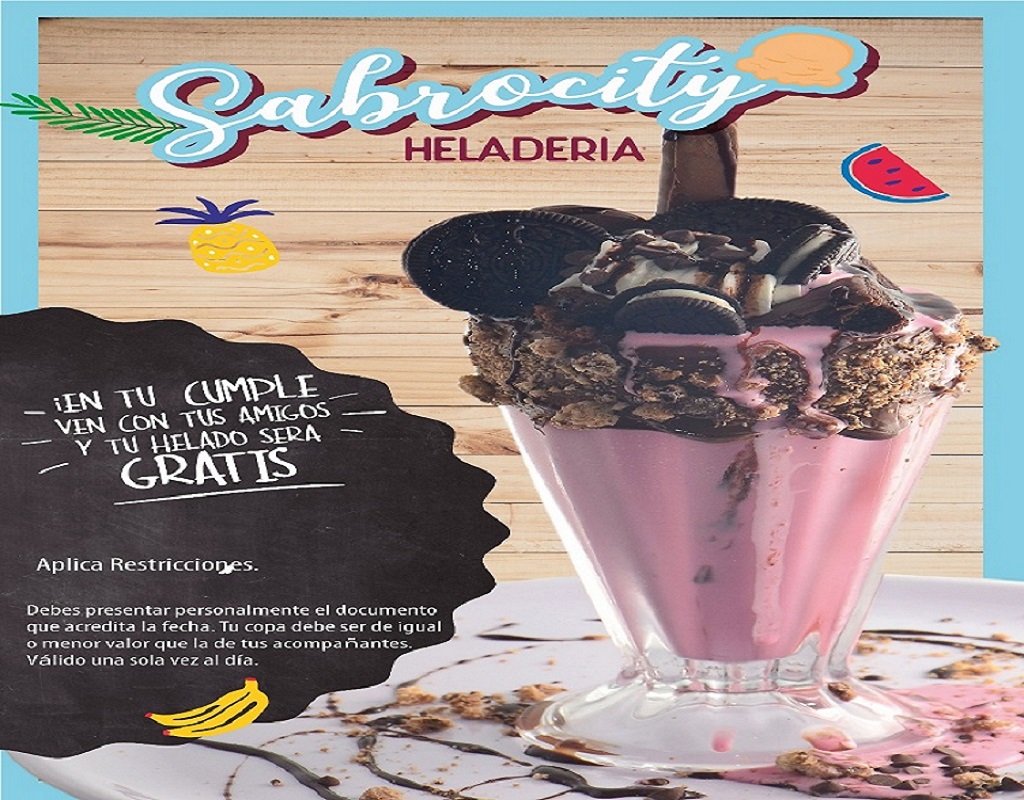 Sabrocity
HELADERIA
¡EN TU CUMPLE
VEN CON TUS AMIGOS
Y TU HELADO SERA
GRATIS
Aplica Restricciones.
Debes presentar personalmente el documento
que acredita la fecha. Tu copa debe ser de igual
o menor valor que la de tus acompañantes.
Válido una sola vez al día.